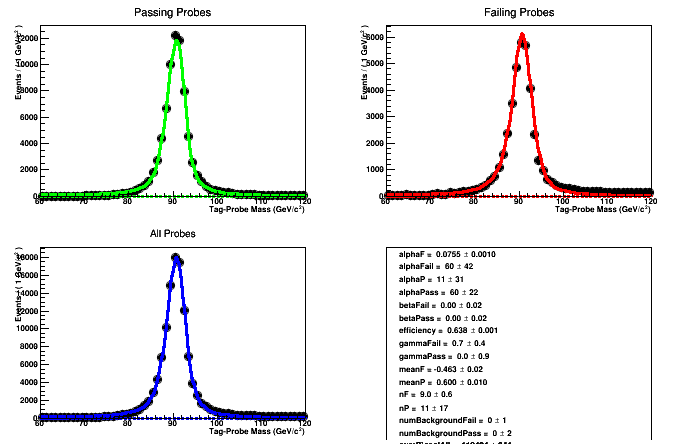 Passing Probes
Events / ( 1 GeV/c² )
12000
10000
8000
6000
4000
2000
0
60 70 80 90 100 110 120
Tag-Probe Mass (GeV/c²)
Failing Probes
Events / ( 1 GeV/c² )
6000
5000
4000
3000
2000
1000
0
60 70 80 90 100 110 120
Tag-Probe Mass (GeV/c²)
All Probes
Events / ( 1 GeV/c² )
18000
16000
14000
12000
10000
8000
6000
4000
2000
0
60 70 80 90 100 110 120
Tag-Probe Mass (GeV/c²)
alphaF = 0.0755 ± 0.0010
alphaFail = 60 ± 42
alphaP = 11 ± 31
alphaPass = 60 ± 22
betaFail = 0.00 ± 0.02
betaPass = 0.00 ± 0.02
efficiency = 0.638 ± 0.001
gammaFail = 0.7 ± 0.4
gammaPass = 0.0 ± 0.9
meanF = -0.463 ± 0.02
meanP = 0.600 ± 0.010
nF = 9.0 ± 0.6
nP = 11 ± 17
numBackgroundFail = 0 ± 1
numBackgroundPass = 0 ± 2